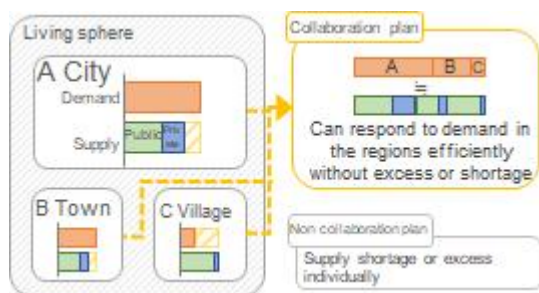 Living sphere
A City
Demand
Supply
Public
B Town
C Village
Collaboration plan
A B C
≒
Can respond to demand in
the regions efficiently
without excess or shortage
Non collaboration plan
Supply shortage or excess
individually